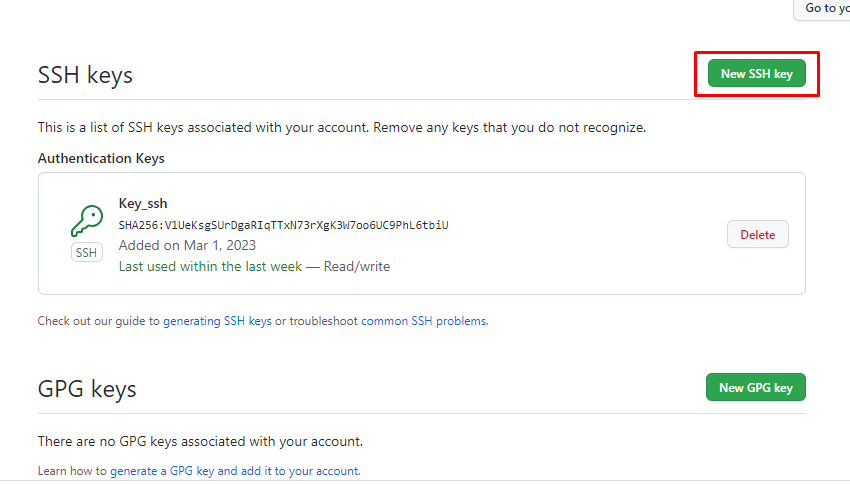 Go to yo
SSH keys
New SSH key
This is a list of SSH keys associated with your account. Remove any keys that you do not recognize.
Authentication Keys
Key_ssh
SHA256:V1UeKsgSUrDgaRIqTTxN73rXgK3W7oo6UC9PhL6tbiU
SSH
Added on Mar 1, 2023
Last used within the last week — Read/write
Delete
Check out our guide to generating SSH keys or troubleshoot common SSH problems.
GPG keys
New GPG key
There are no GPG keys associated with your account.
Learn how to generate a GPG key and add it to your account.